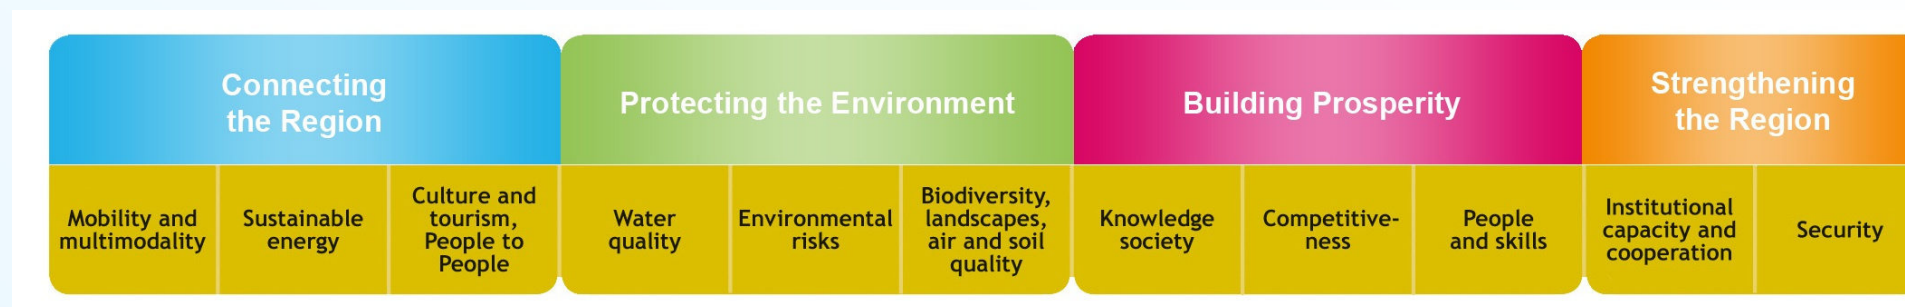 Connecting
the Region
Protecting the Environment
Building Prosperity
Strengthening
the Region
Mobility and
multimodality
Sustainable
energy
Culture and
tourism,
People to
People
Water
quality
Environmental
risks
Biodiversity,
landscapes,
air and soil
quality
Knowledge
society
Competitive-
ness
People
and skills
Institutional
capacity and
cooperation
Security